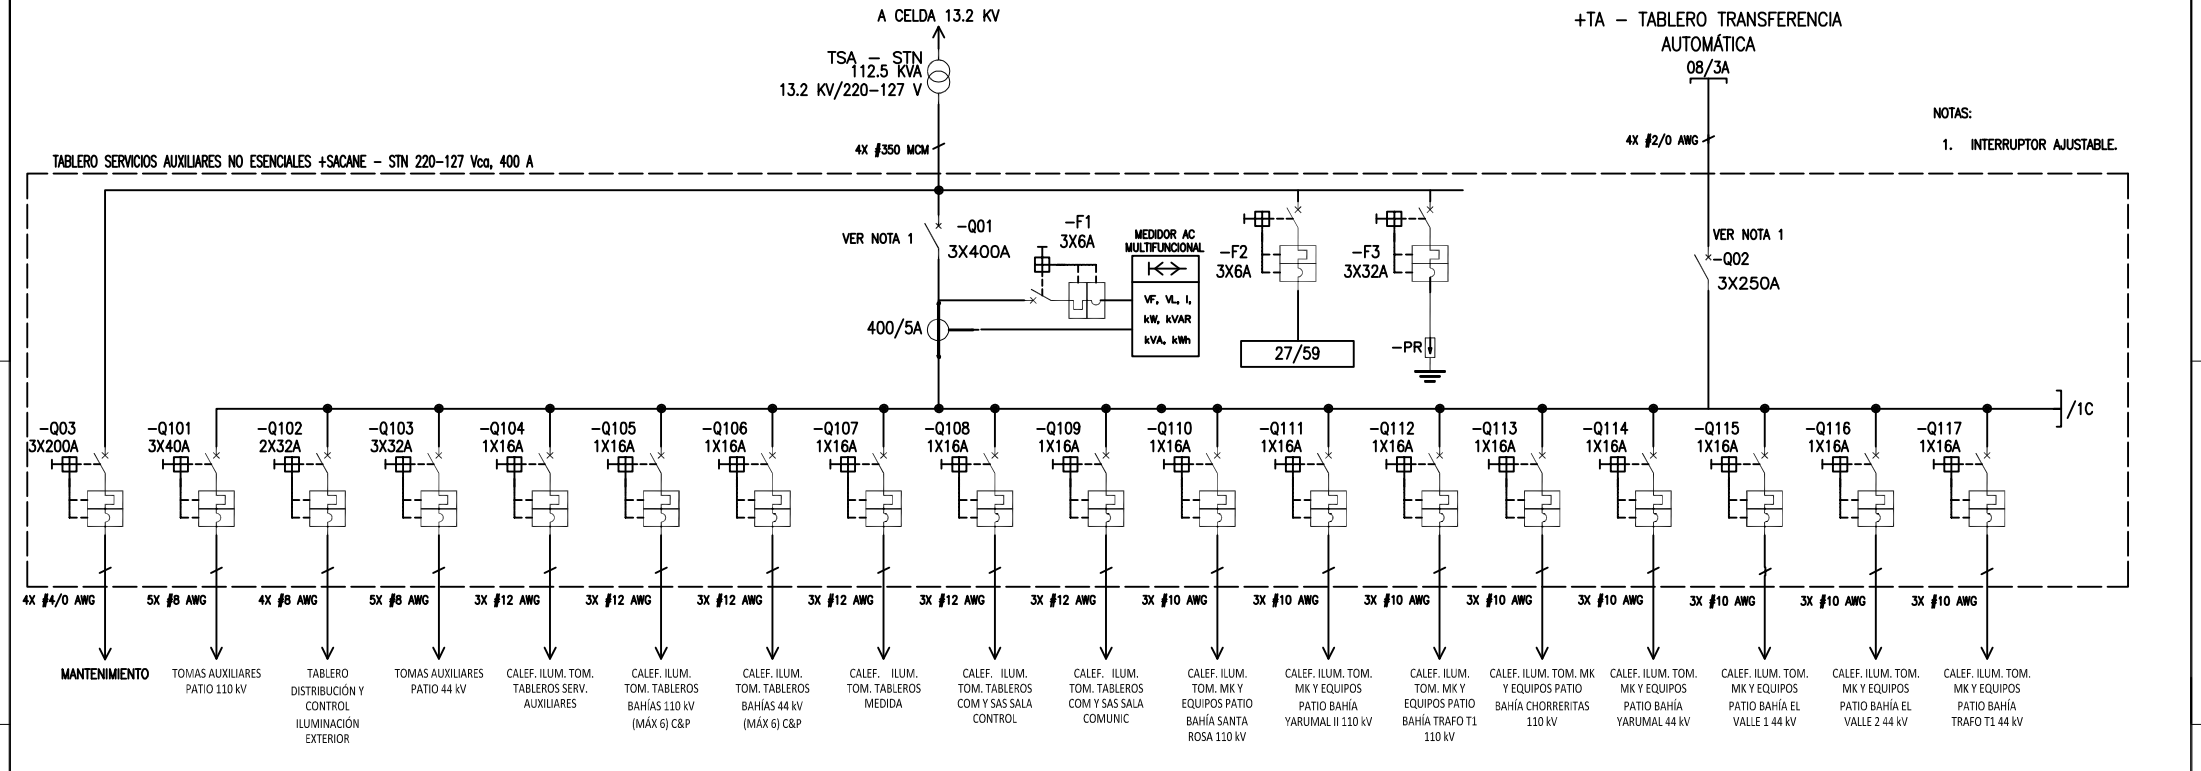 A CELDA 13.2 KV
TSA – STN
112.5 KVA
13.2 KV/220–127 V
4X #350 MCM
+TA – TABLERO TRANSFERENCIA
AUTOMÁTICA
08/3A
4X #2/0 AWG
NOTAS:
1. INTERRUPTOR AJUSTABLE.
TABLERO SERVICIOS AUXILIARES NO ESENCIALES +SACANE – STN 220–127 Vca, 400 A
VER NOTA 1
–Q01
3X400A
–F1
3X6A
MEDIDOR AC
MULTIFUNCIONAL
VF, VL, I,
kW, kVAR
kVA, kWh
400/5A
–F2
3X6A
27/59
–F3
3X32A
–PR
VER NOTA 1
–Q02
3X250A
/1C
–Q03
3X200A
–Q101
3X40A
–Q102
2X32A
–Q103
3X32A
–Q104
1X16A
–Q105
1X16A
–Q106
1X16A
–Q107
1X16A
–Q108
1X16A
–Q109
1X16A
–Q110
1X16A
–Q111
1X16A
–Q112
1X16A
–Q113
1X16A
–Q114
1X16A
–Q115
1X16A
–Q116
1X16A
–Q117
1X16A
4X #4/0 AWG
5X #8 AWG
4X #8 AWG
5X #8 AWG
3X #12 AWG
3X #12 AWG
3X #12 AWG
3X #12 AWG
3X #12 AWG
3X #12 AWG
3X #10 AWG
3X #10 AWG
3X #10 AWG
3X #10 AWG
3X #10 AWG
3X #10 AWG
3X #10 AWG
3X #10 AWG
MANTENIMIENTO
TOMAS AUXILIARES
PATIO 110 kV
TABLERO
DISTRIBUCIÓN Y
CONTROL
ILUMINACIÓN
EXTERIOR
TOMAS AUXILIARES
PATIO 44 kV
CALEF. ILUM. TOM.
TABLEROS SERV.
AUXILIARES
CALEF. ILUM.
TOM. TABLEROS
BAHÍAS 110 kV
(MÁX 6) C&P
CALEF. ILUM.
TOM. TABLEROS
BAHÍAS 44 kV
(MÁX 6) C&P
CALEF. ILUM.
TOM. TABLEROS
MEDIDA
CALEF. ILUM.
TOM. TABLEROS
COM Y SAS SALA
CONTROL
CALEF. ILUM.
TOM. TABLEROS
COM Y SAS SALA
COMUNIC
CALEF. ILUM.
TOM. MK Y
EQUIPOS PATIO
BAHÍA SANTA
ROSA 110 kV
CALEF. ILUM. TOM.
MK Y EQUIPOS
PATIO BAHÍA
YARUMAL II 110 kV
CALEF. ILUM.
TOM. MK Y
EQUIPOS PATIO
BAHÍA TRAFO T1
110 kV
CALEF. ILUM. TOM. MK
Y EQUIPOS PATIO
BAHÍA CHORRERITAS
110 kV
CALEF. ILUM. TOM.
MK Y EQUIPOS
PATIO BAHÍA
YARUMAL 44 kV
CALEF. ILUM. TOM.
MK Y EQUIPOS
PATIO BAHÍA EL
VALLE 1 44 kV
CALEF. ILUM. TOM.
MK Y EQUIPOS
PATIO BAHÍA EL
VALLE 2 44 kV
CALEF. ILUM. TOM.
MK Y EQUIPOS
PATIO BAHÍA
TRAFO T1 44 kV